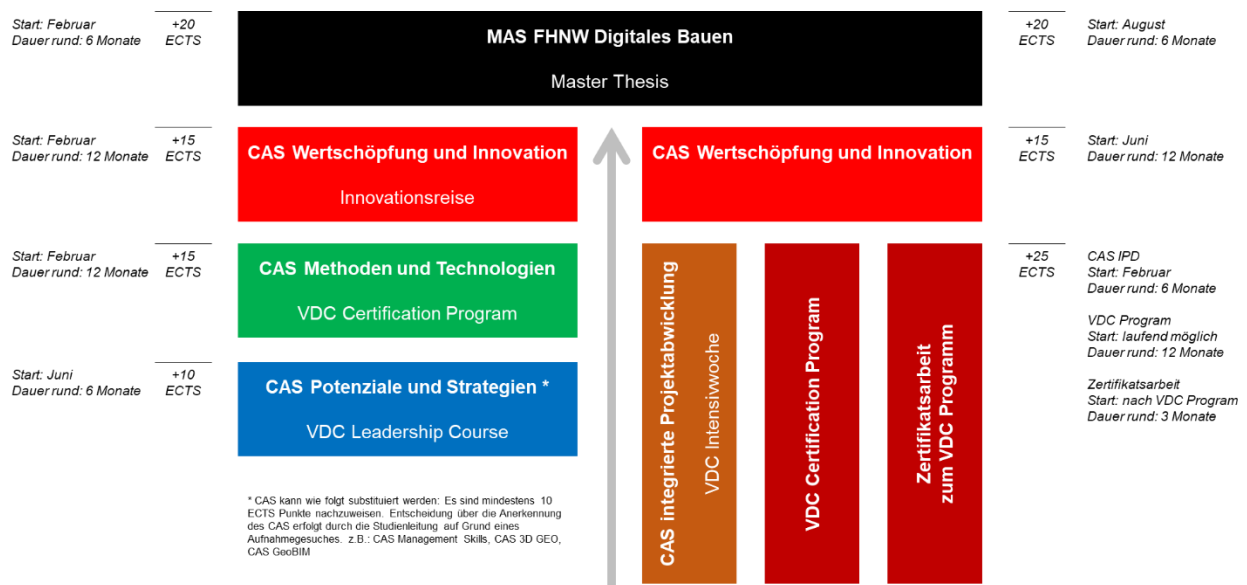 Start: Februar
Dauer rund: 6 Monate
+20
ECTS
MAS FHNW Digitales Bauen
Master Thesis
+20
ECTS
Start: August
Dauer rund: 6 Monate
Start: Februar
Dauer rund: 12 Monate
+15
ECTS
CAS Wertschöpfung und Innovation
Innovationsreise
CAS Wertschöpfung und Innovation
+15
ECTS
Start: Juni
Dauer rund: 12 Monate
Start: Februar
Dauer rund: 12 Monate
+15
ECTS
CAS Methoden und Technologien
VDC Certification Program
Start: Juni
Dauer rund: 6 Monate
+10
ECTS
CAS Potenziale und Strategien *
VDC Leadership Course
* CAS kann wie folgt substituiert werden: Es sind mindestens 10
ECTS Punkte nachzuweisen. Entscheidung über die Anerkennung
des CAS erfolgt durch die Studienleitung auf Grund eines
Aufnahmegesuches. z.B.: CAS Management Skills, CAS 3D GEO,
CAS GeoBIM
CAS integrierte Projektabwicklung
VDC Intensivwoche
VDC Certification Program
Zertifikatsarbeit
zum VDC Programm
+25
ECTS
CAS IPD
Start: Februar
Dauer rund: 6 Monate
VDC Program
Start: laufend möglich
Dauer rund: 12 Monate
Zertifikatsarbeit
Start: nach VDC Program
Dauer rund: 3 Monate